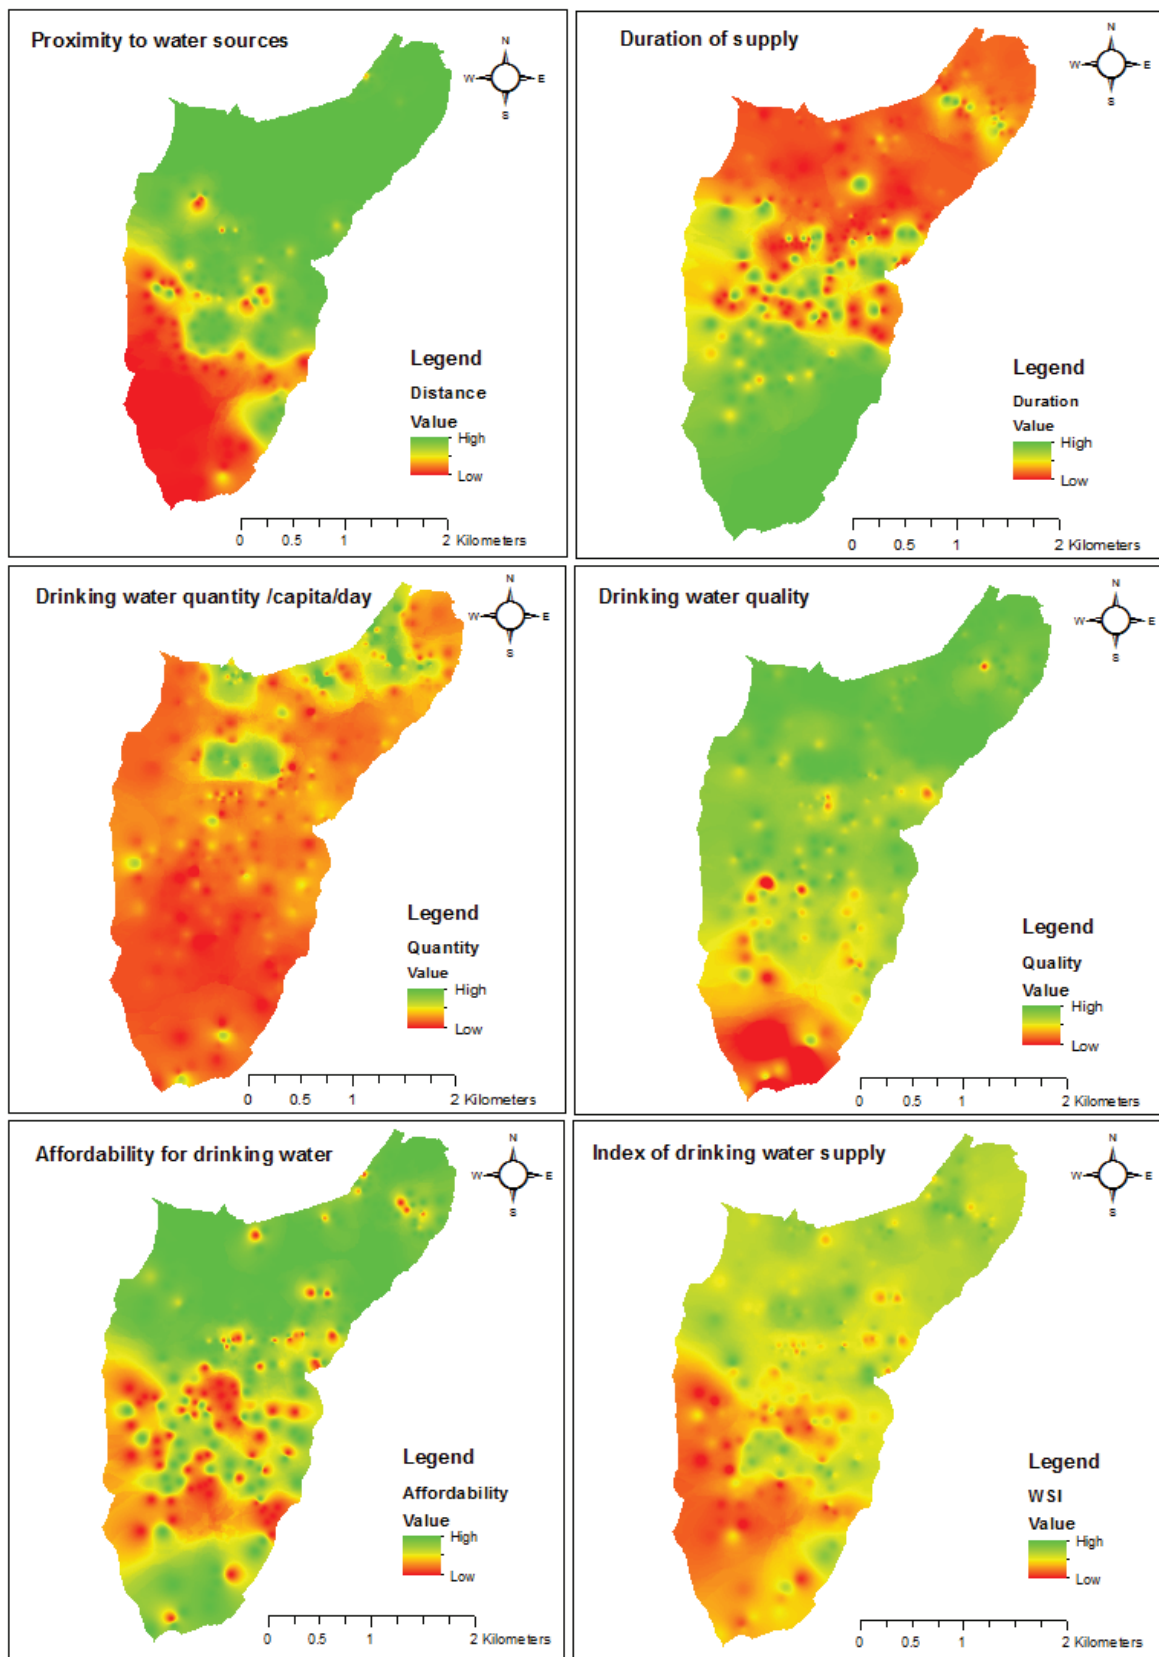 Proximity to water sources
N
W E
S
Legend
Distance
Value
High
Low
0 0.5 1 2 Kilometers
Duration of supply
N
W E
S
Legend
Duration
Value
High
Low
0 0.5 1 2 Kilometers
Drinking water quantity /capita/day
N
W E
S
Legend
Quantity
Value
High
Low
0 0.5 1 2 Kilometers
Drinking water quality
N
W E
S
Legend
Quality
Value
High
Low
0 0.5 1 2 Kilometers
Affordability for drinking water
N
W E
S
Legend
Affordability
Value
High
Low
0 0.5 1 2 Kilometers
Index of drinking water supply
N
W E
S
Legend
WSI
Value
High
Low
0 0.5 1 2 Kilometers